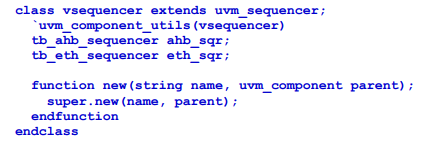 class vsequencer extends uvm_sequencer;
`uvm_component_utils(vsequencer)
tb_ahb_sequencer ahb_sqr;
tb_eth_sequencer eth_sqr;
function new(string name, uvm_component parent);
super.new(name, parent);
endfunction
endclass